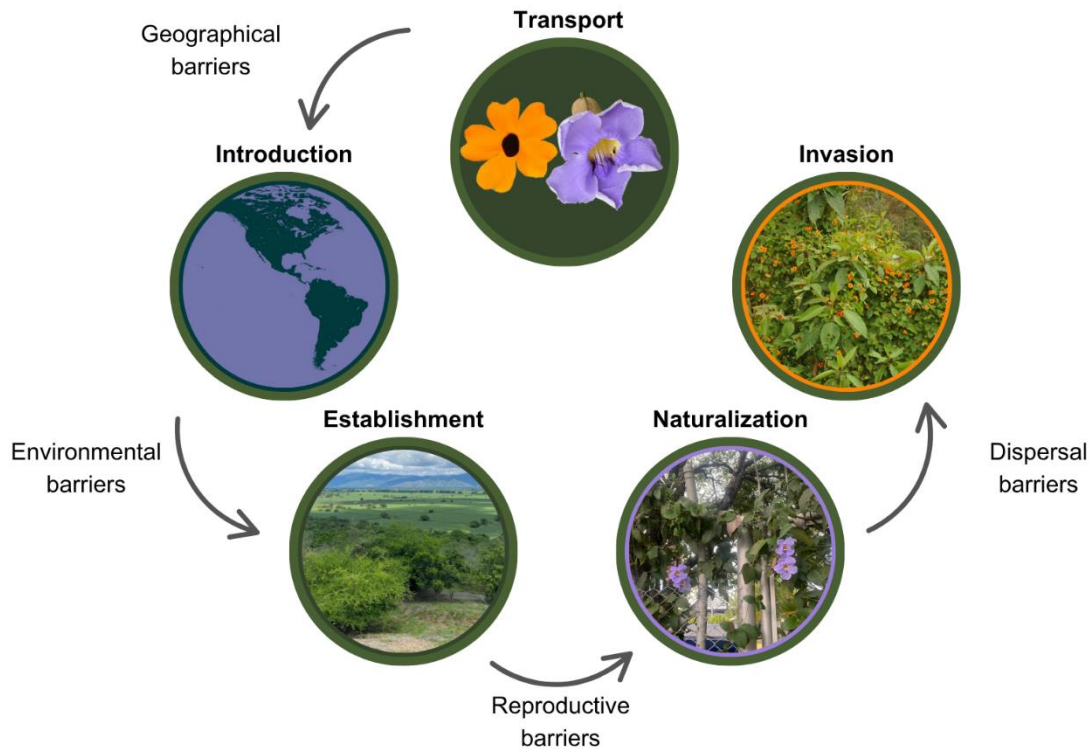 Transport
Geographical
barriers
Introduction
Invasion
Establishment
Naturalization
Environmental
barriers
Dispersal
barriers
Reproductive
barriers